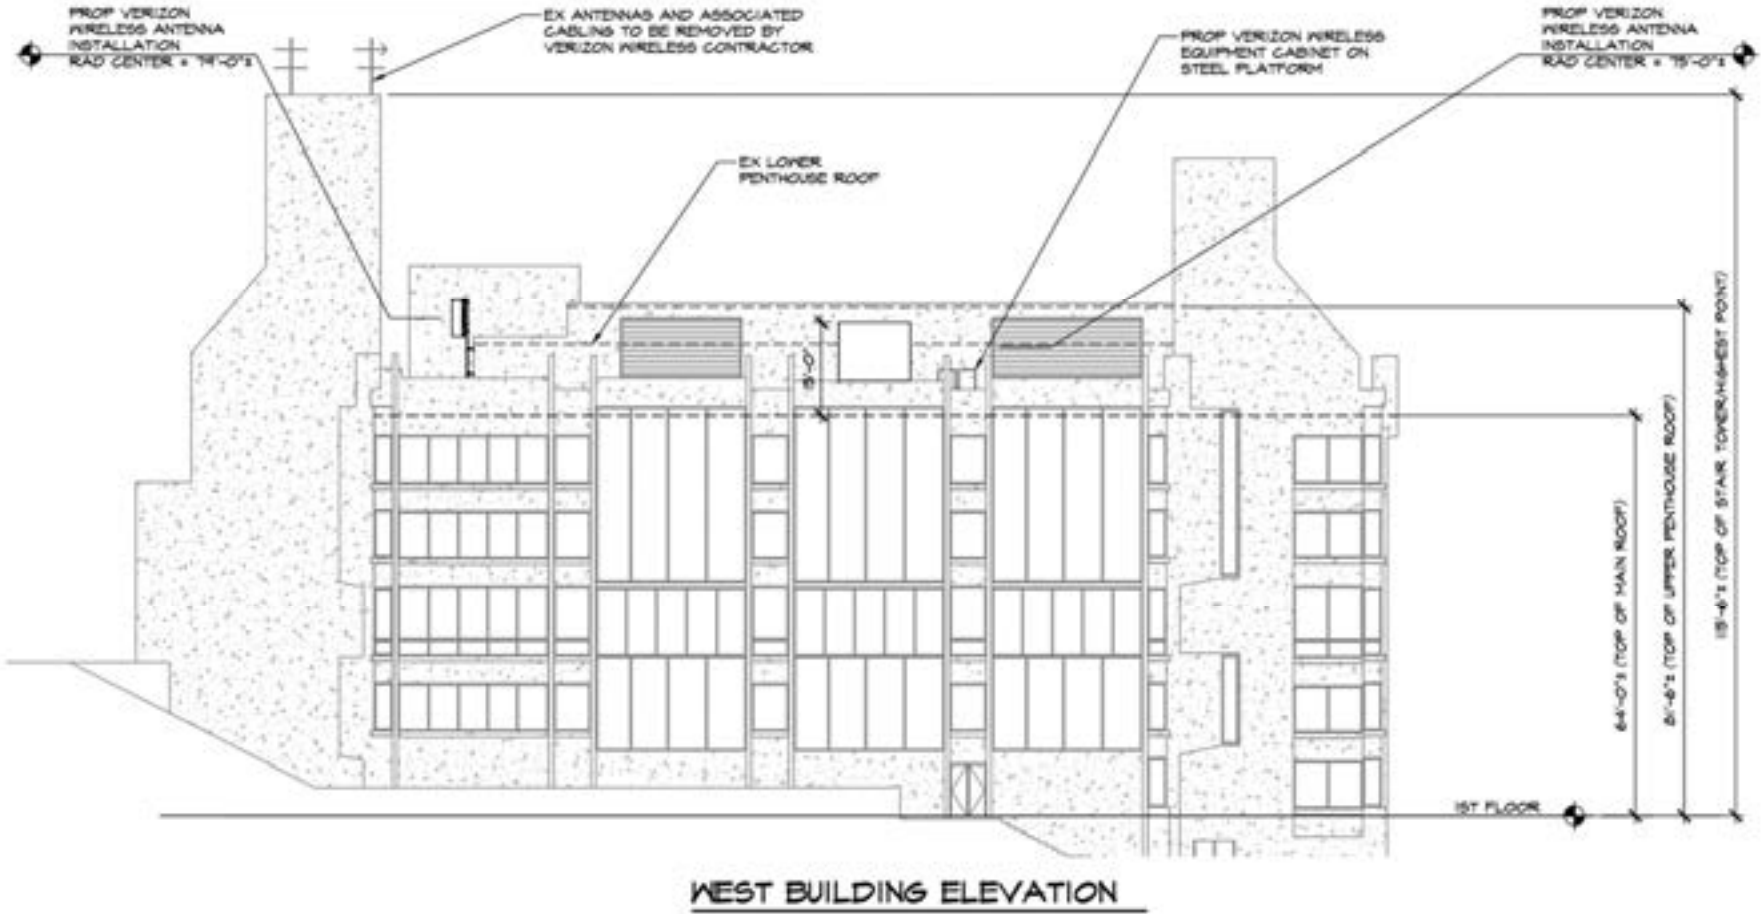 PROP VERIZON
WIRELESS ANTENNA
INSTALLATION
RAD CENTER = 79'-0"±
EX ANTENNAS AND ASSOCIATED
CABLING TO BE REMOVED BY
VERIZON WIRELESS CONTRACTOR
PROP VERIZON WIRELESS
EQUIPMENT CABINET ON
STEEL PLATFORM
PROP VERIZON
WIRELESS ANTENNA
INSTALLATION
RAD CENTER = 75'-0"±
EX LOWER
PENTHOUSE ROOF
15'-0"
64'-0"± (TOP OF MAIN ROOF)
81'-6"± (TOP OF UPPER PENTHOUSE ROOF)
115'-6"± (TOP OF STAIR TOWER/HIGHEST POINT)
1ST FLOOR
WEST BUILDING ELEVATION